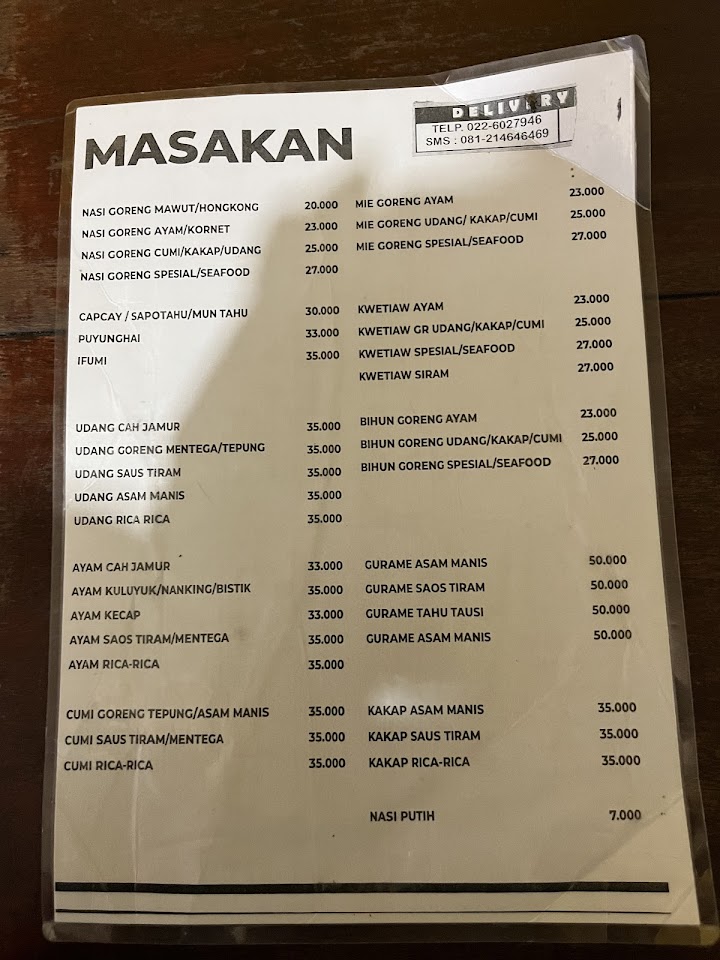 MASAKAN
DELIVERY
TELP. 022-6027946
SMS : 081-214646469
NASI GORENG MAWUT/HONGKONG 20.000
NASI GORENG AYAM/KORNET 23.000
NASI GORENG CUMI/KAKAP/UDANG 25.000
NASI GORENG SPESIAL/SEAFOOD 27.000
MIE GORENG AYAM 23.000
MIE GORENG UDANG/ KAKAP/CUMI 25.000
MIE GORENG SPESIAL/SEAFOOD 27.000
CAPCAY / SAPOTAHU/MUN TAHU 30.000
PUYUNGHAI 33.000
IFUMI 35.000
KWETIAW AYAM 23.000
KWETIAW GR UDANG/KAKAP/CUMI 25.000
KWETIAW SPESIAL/SEAFOOD 27.000
KWETIAW SIRAM 27.000
UDANG CAH JAMUR 35.000
UDANG GORENG MENTEGA/TEPUNG 35.000
UDANG SAUS TIRAM 35.000
UDANG ASAM MANIS 35.000
UDANG RICA RICA 35.000
BIHUN GORENG AYAM 23.000
BIHUN GORENG UDANG/KAKAP/CUMI 25.000
BIHUN GORENG SPESIAL/SEAFOOD 27.000
AYAM CAH JAMUR 33.000
AYAM KULUYUK/NANKING/BISTIK 35.000
AYAM KECAP 33.000
AYAM SAOS TIRAM/MENTEGA 35.000
AYAM RICA-RICA 35.000
GURAME ASAM MANIS 50.000
GURAME SAOS TIRAM 50.000
GURAME TAHU TAUSI 50.000
GURAME ASAM MANIS 50.000
CUMI GORENG TEPUNG/ASAM MANIS 35.000
CUMI SAUS TIRAM/MENTEGA 35.000
CUMI RICA-RICA 35.000
KAKAP ASAM MANIS 35.000
KAKAP SAUS TIRAM 35.000
KAKAP RICA-RICA 35.000
NASI PUTIH 7.000